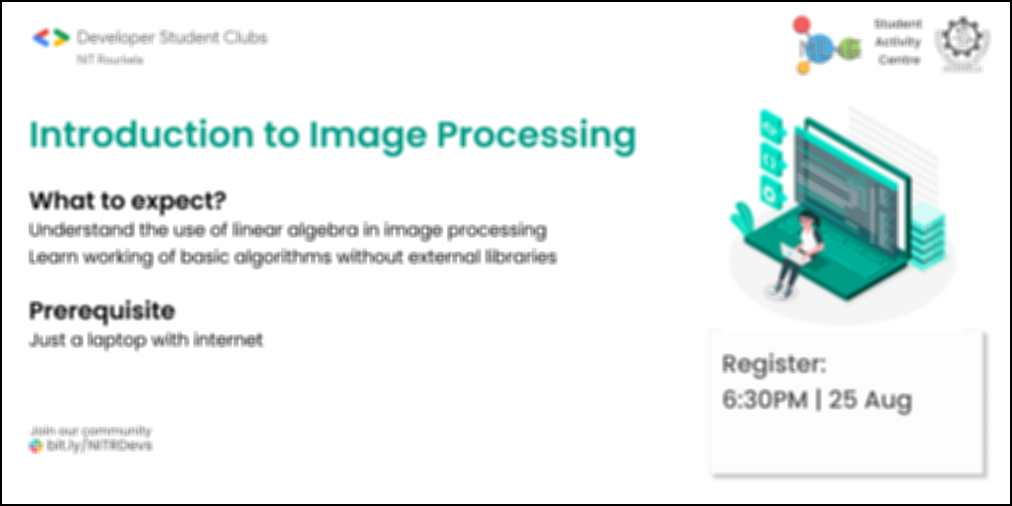 Developer Student Clubs
NIT Rourkela
Student
Activity
Centre
Introduction to Image Processing
What to expect?
Understand the use of linear algebra in image processing
Learn working of basic algorithms without external libraries
Prerequisite
Just a laptop with internet
Register:
6:30PM | 25 Aug
Join our community
bit.ly/NITRDevs